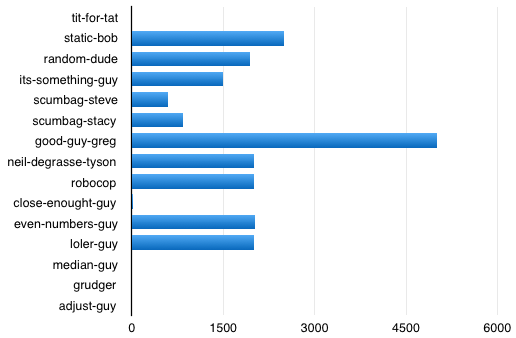 tit-for-tat
static-bob
random-dude
its-something-guy
scumbag-steve
scumbag-stacy
good-guy-greg
neil-degrasse-tyson
robocop
close-enought-guy
even-numbers-guy
loler-guy
median-guy
grudger
adjust-guy
0 1500 3000 4500 6000